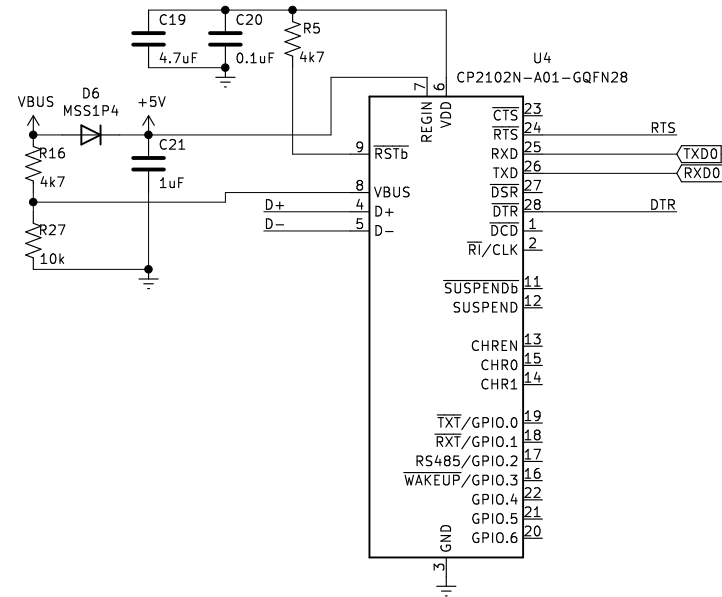 C19
C20
R5
4.7uF
0.1uF
4k7
U4
CP2102N-A01-GQFN28
D6
MSS1P4
VBUS
+5V
7
6
REGIN
VDD
CTS 23
RTS 24 RTS
RXD 25 TXD0
TXD 26 RXD0
DSR 27
DTR 28 DTR
DCD 1
RI/CLK 2
SUSPENDb 11
SUSPEND 12
CHREN 13
CHR0 15
CHR1 14
TXT/GPIO.0 19
RXT/GPIO.1 18
RS485/GPIO.2 17
WAKEUP/GPIO.3 16
GPIO.4 22
GPIO.5 21
GPIO.6 20
9 RSTb
8 VBUS
D+ 4 D+
D- 5 D-
R16
4k7
C21
1uF
R27
10k
GND
3